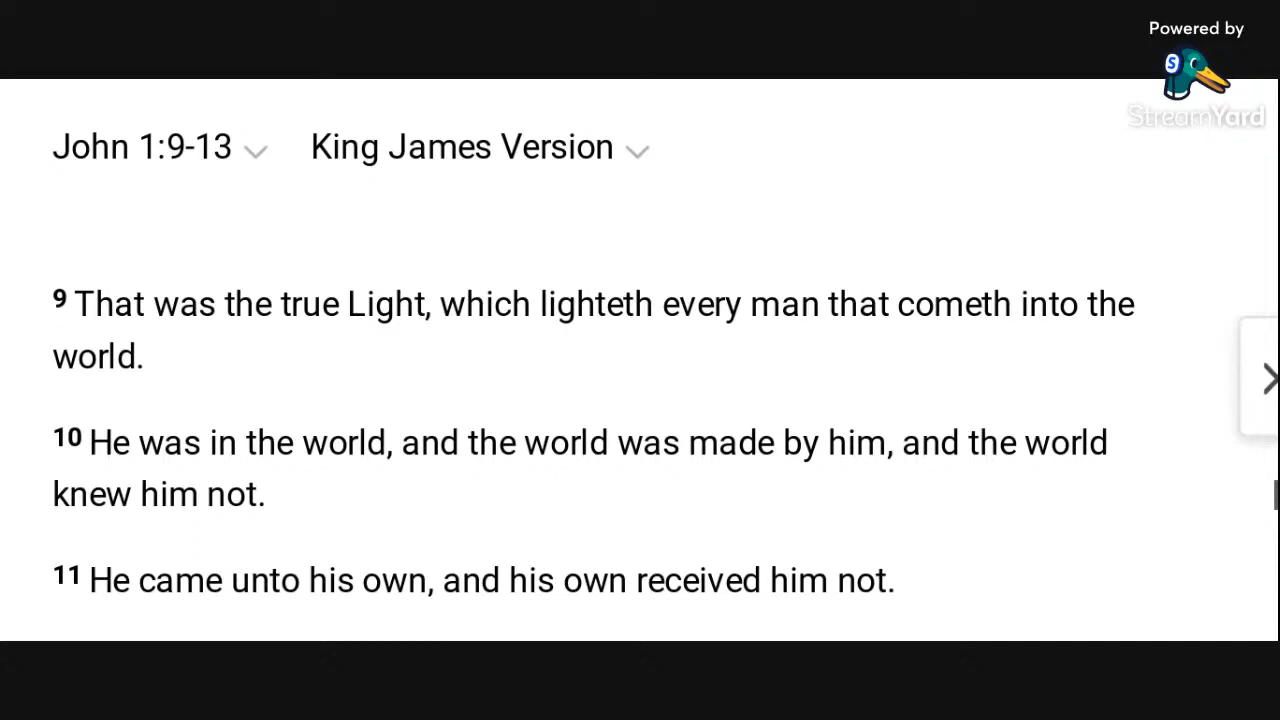 Powered by
S
StreamYard
John 1:9-13 King James Version
9 That was the true Light, which lighteth every man that cometh into the
world.
10 He was in the world, and the world was made by him, and the world
knew him not.
11 He came unto his own, and his own received him not.